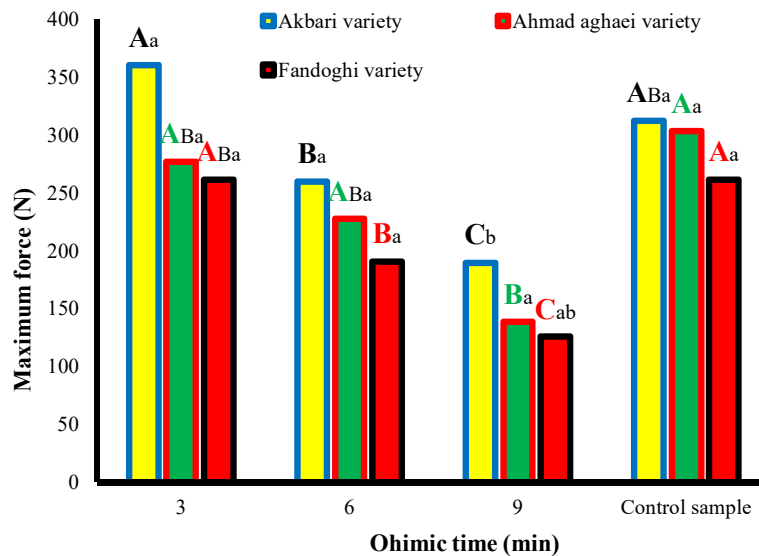 Akbari variety
Ahmad aghaei variety
Fandoghi variety
Maximum force (N)
400
350
300
250
200
150
100
50
0
Aa
ABa
ABa
Ba
ABa
Ba
Cb
Ba
Cab
ABa
Aa
Aa
3
6
9
Control sample
Ohimic time (min)